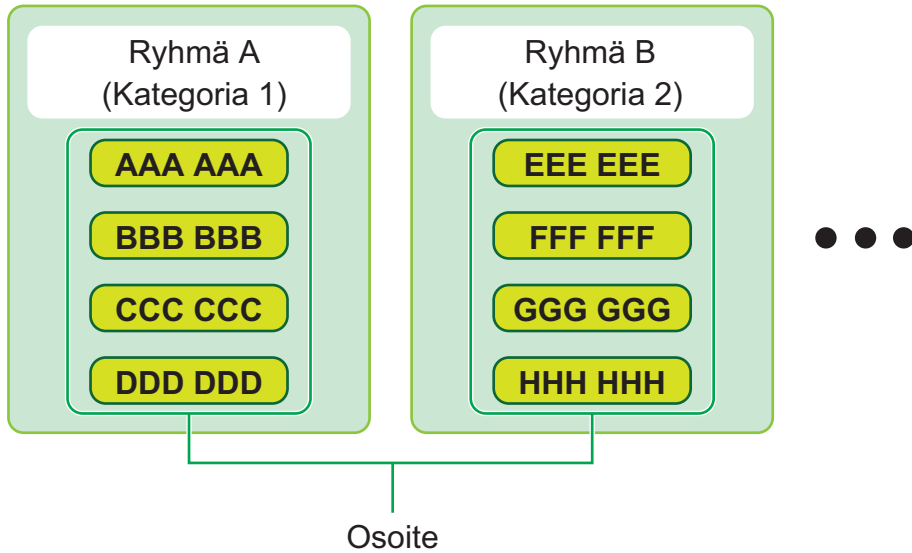 Ryhmä A
(Kategoria 1)
AAA AAA
BBB BBB
CCC CCC
DDD DDD
Ryhmä B
(Kategoria 2)
EEE EEE
FFF FFF
GGG GGG
HHH HHH
Osoite